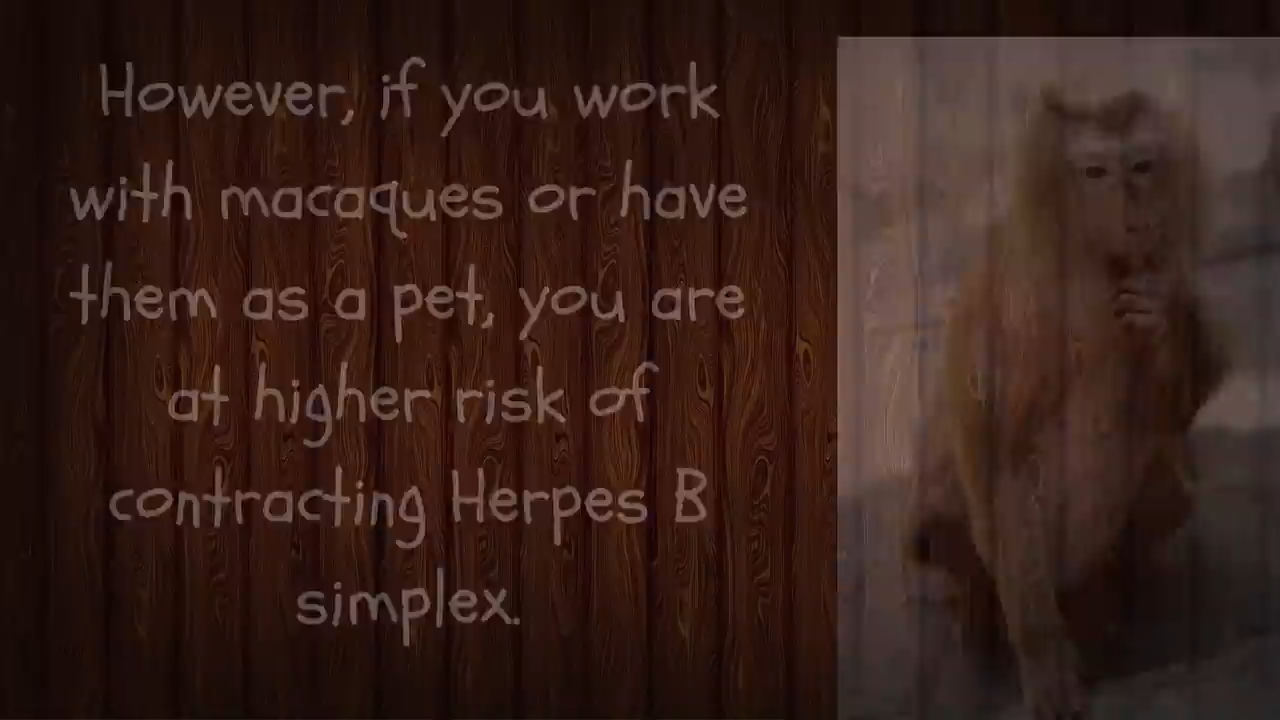 However, if you work
with macaques or have
them as a pet, you are
at higher risk of
contracting Herpes B
simplex.